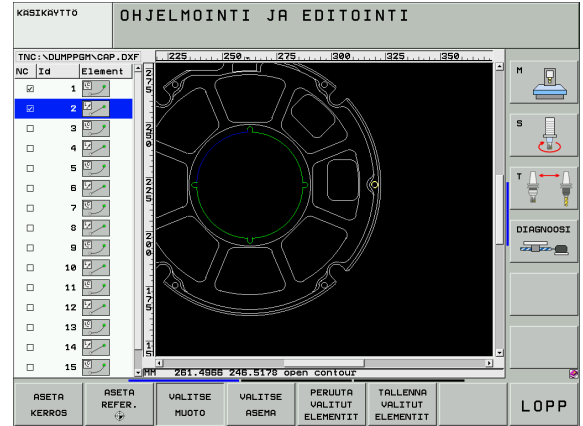 KÄSIKÄYTTÖ
OHJELMOINTI JA EDITOINTI
TNC:\DUMPPGM\CAP.DXF
NC Id Element
1
2
3
4
5
6
7
8
9
10
11
12
13
14
15
225 250 275 300 325 350
275
250
225
200
175
M
S
T
DIAGNOOSI
MM 261.4966 246.5178 open contour
ASETA KERROS
ASETA REFER.
VALITSE MUOTO
VALITSE ASEMA
PERUUTA VALITUT ELEMENTIT
TALLENNA VALITUT ELEMENTIT
LOPP